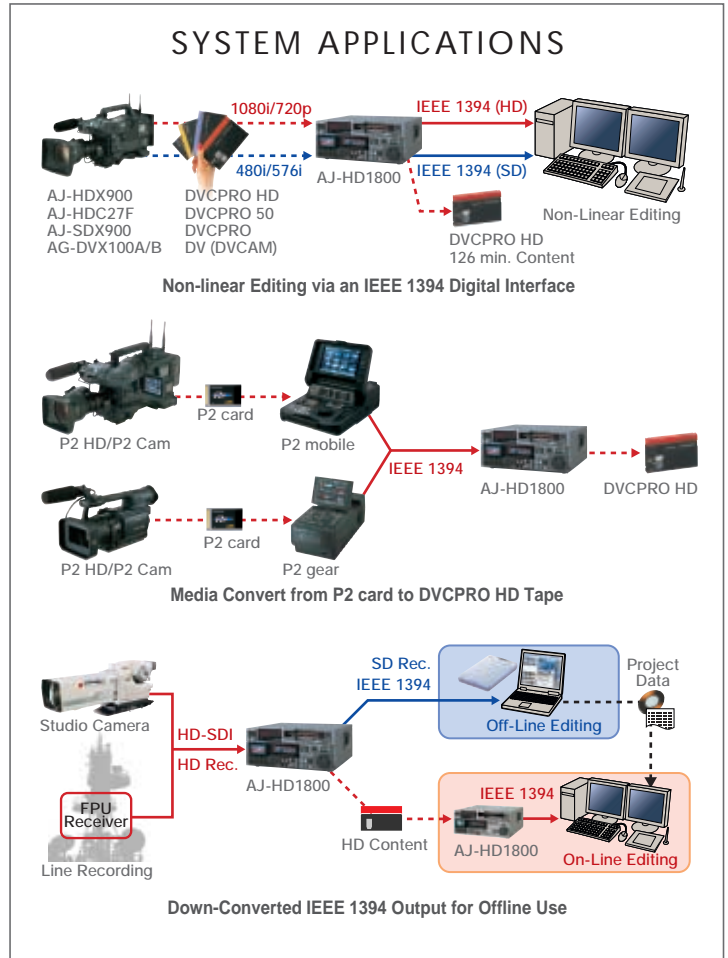 SYSTEM APPLICATIONS
1080i/720p
IEEE 1394 (HD)
480i/576i
IEEE 1394 (SD)
AJ-HD1800
AJ-HDX900
AJ-HDC27F
AJ-SDX900
AG-DVX100A/B
DVCPRO HD
DVCPRO 50
DVCPRO
DV (DVCAM)
DVCPRO HD
126 min. Content
Non-Linear Editing
Non-linear Editing via an IEEE 1394 Digital Interface
P2 HD/P2 Cam
P2 card
P2 mobile
IEEE 1394
AJ-HD1800
DVCPRO HD
P2 HD/P2 Cam
P2 card
P2 gear
Media Convert from P2 card to DVCPRO HD Tape
Studio Camera
HD-SDI
HD Rec.
AJ-HD1800
SD Rec.
IEEE 1394
Off-Line Editing
Project
Data
FPU
Receiver
Line Recording
HD Content
IEEE 1394
AJ-HD1800
On-Line Editing
Down-Converted IEEE 1394 Output for Offline Use